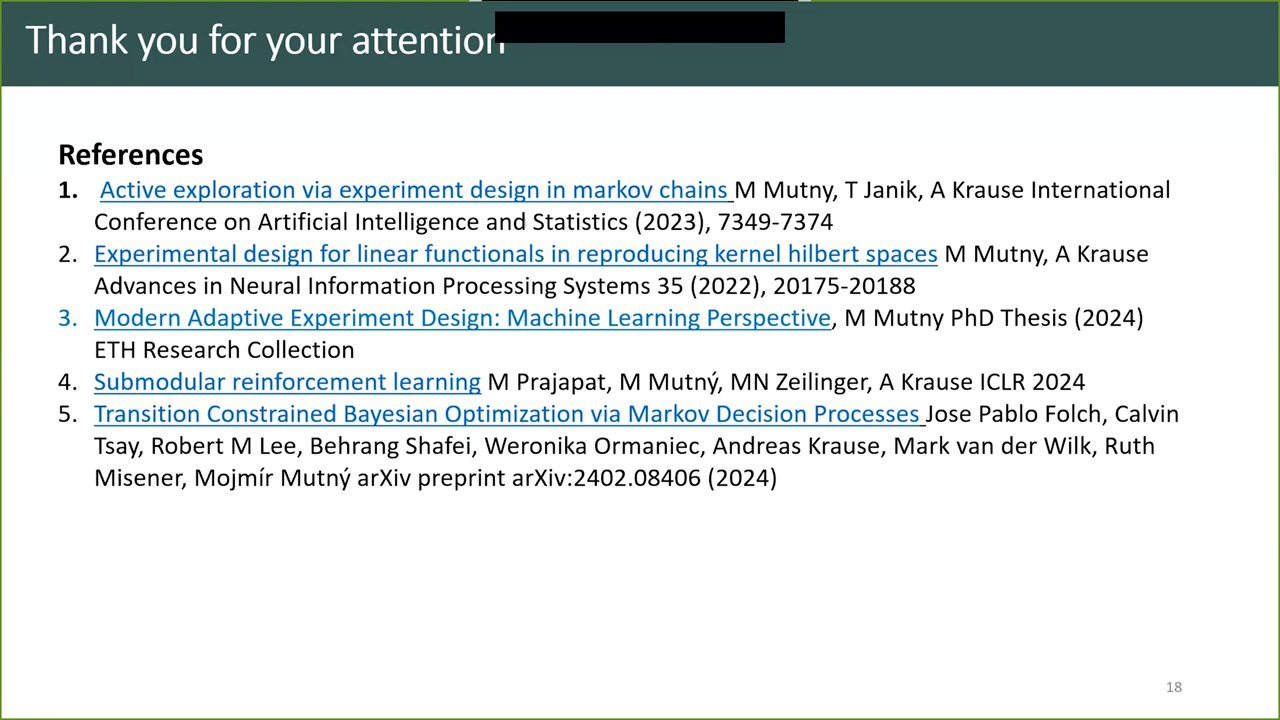 Thank you for your attention
References
1. Active exploration via experiment design in markov chains M Mutny, T Janik, A Krause International
Conference on Artificial Intelligence and Statistics (2023), 7349-7374
2. Experimental design for linear functionals in reproducing kernel hilbert spaces M Mutny, A Krause
Advances in Neural Information Processing Systems 35 (2022), 20175-20188
3. Modern Adaptive Experiment Design: Machine Learning Perspective, M Mutny PhD Thesis (2024)
ETH Research Collection
4. Submodular reinforcement learning M Prajapat, M Mutný, MN Zeilinger, A Krause ICLR 2024
5. Transition Constrained Bayesian Optimization via Markov Decision Processes Jose Pablo Folch, Calvin
Tsay, Robert M Lee, Behrang Shafei, Weronika Ormaniec, Andreas Krause, Mark van der Wilk, Ruth
Misener, Mojmír Mutný arXiv preprint arXiv:2402.08406 (2024)
18